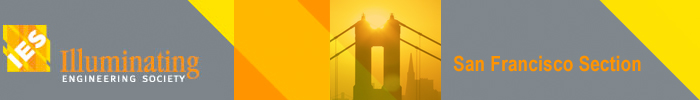 IES
Illuminating
ENGINEERING SOCIETY
San Francisco Section